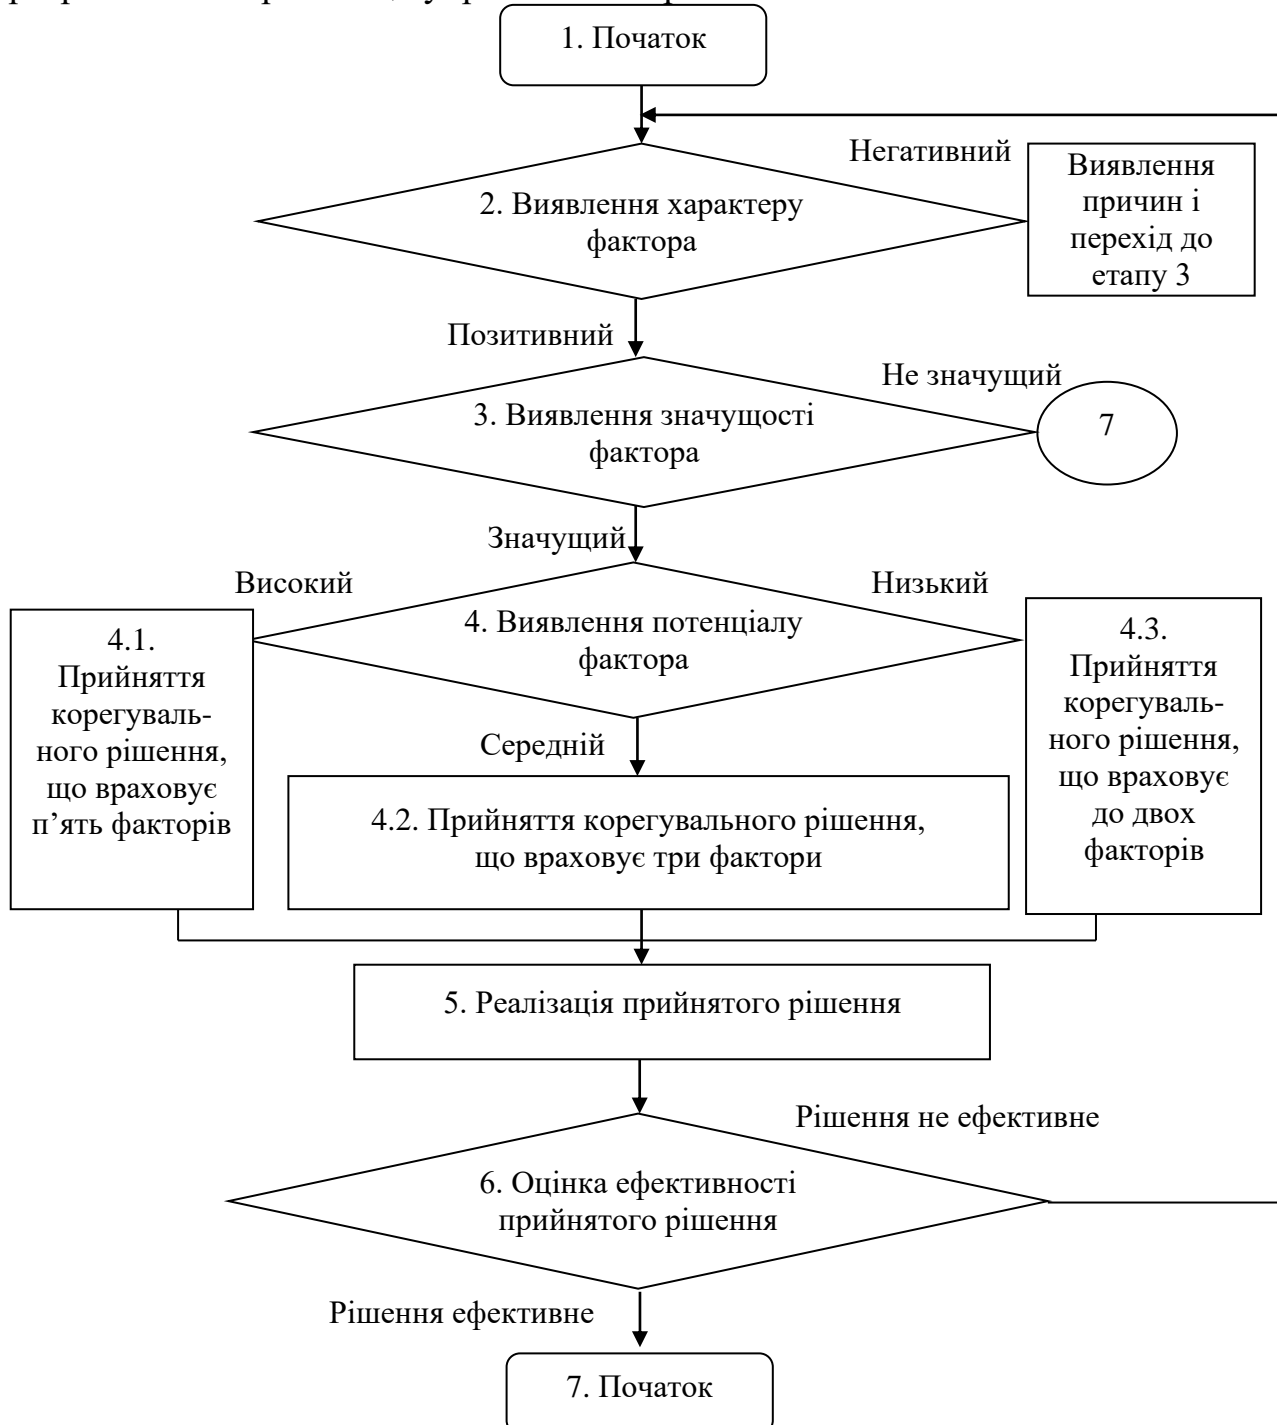 1. Початок
Негативний
2. Виявлення характеру
фактора
Виявлення
причин і
перехід до
етапу 3
Позитивний
Не значущий
3. Виявлення значущості
фактора
7
Значущий
Високий
Низький
4. Виявлення потенціалу
фактора
4.1.
Прийняття
корегуваль-
ного рішення,
що враховує
п’ять факторів
4.3.
Прийняття
корегуваль-
ного рішення,
що враховує
до двох
факторів
Середній
4.2. Прийняття корегувального рішення,
що враховує три фактори
5. Реалізація прийнятого рішення
Рішення не ефективне
6. Оцінка ефективності
прийнятого рішення
Рішення ефективне
7. Початок